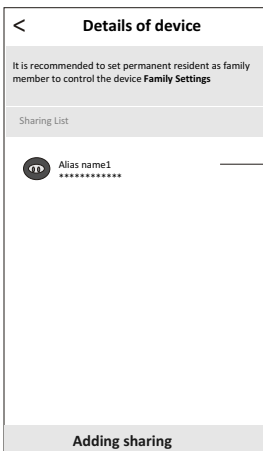 < Details of device
It is recommended to set permanent resident as family
member to control the device Family Settings
Sharing List
Alias name1
************
Adding sharing